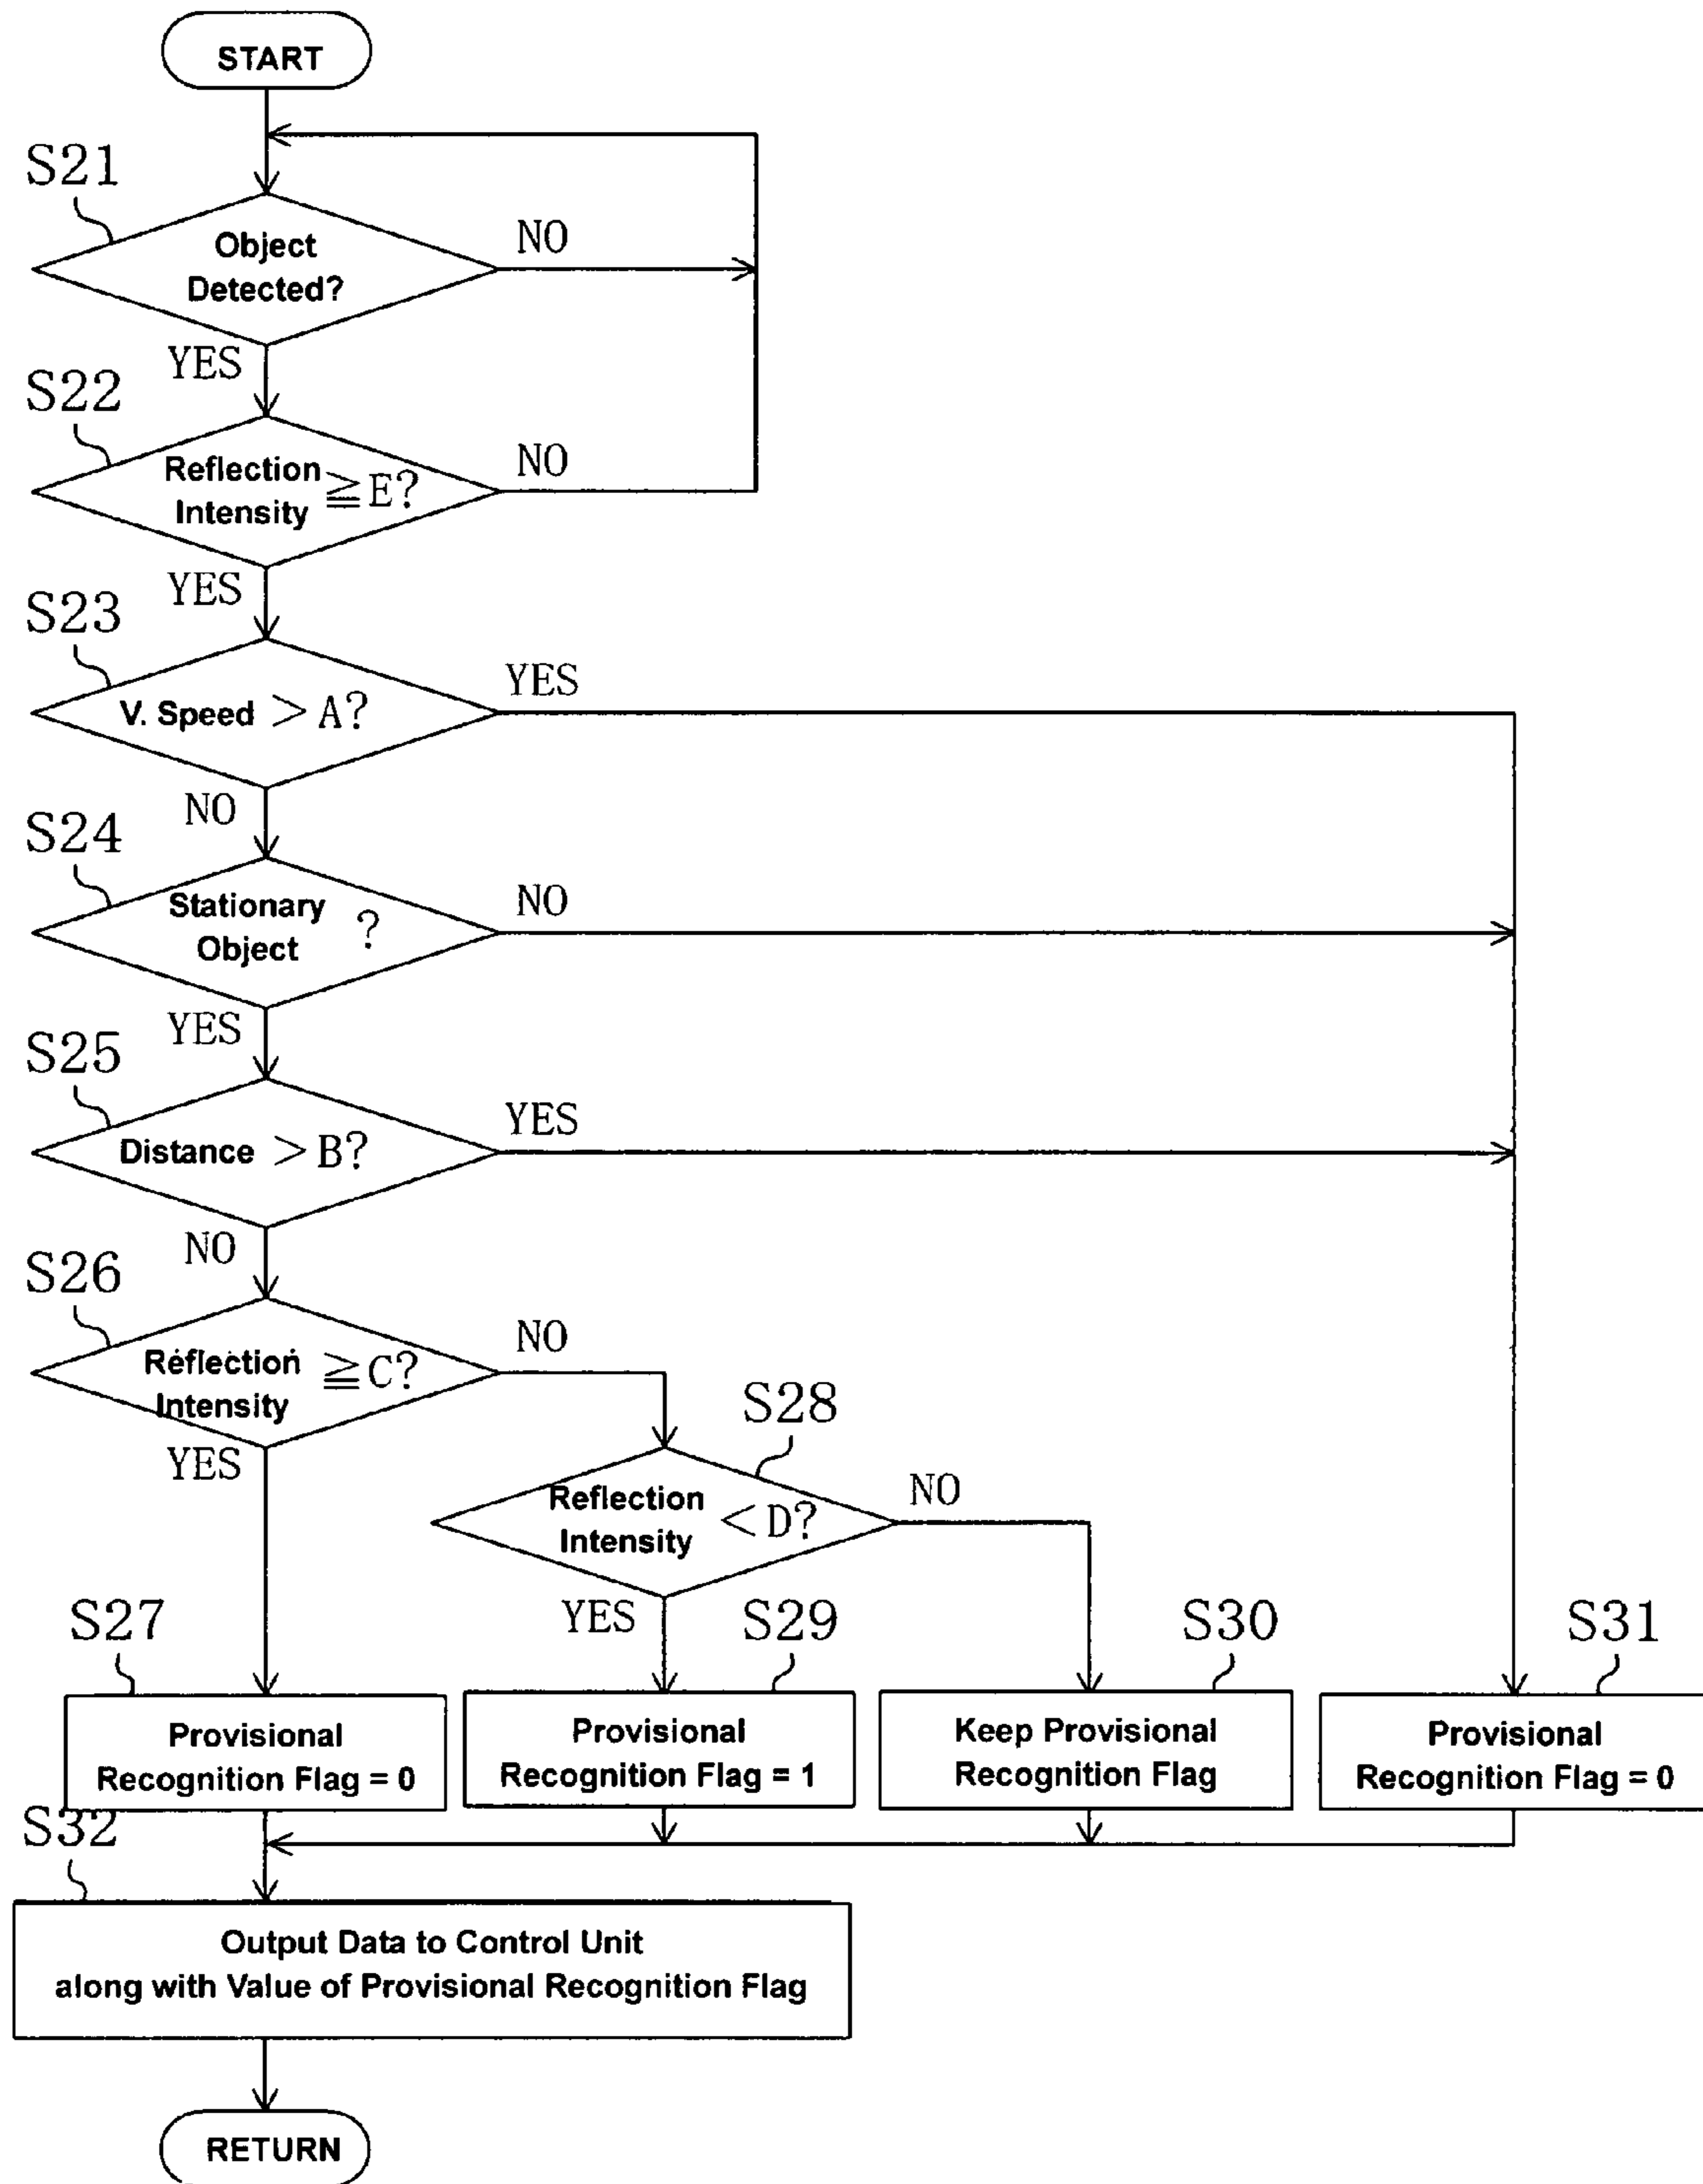 START
S21
Object
Detected?
NO
YES
S22
Reflection
Intensity ≧E?
NO
YES
S23
V. Speed >A?
YES
NO
S24
Stationary
Object ?
NO
YES
S25
Distance >B?
YES
NO
S26
Reflection
Intensity ≧C?
NO
YES
S28
Reflection
Intensity <D?
NO
YES
S27
Provisional
Recognition Flag = 0
S29
Provisional
Recognition Flag = 1
S30
Keep Provisional
Recognition Flag
S31
Provisional
Recognition Flag = 0
S32
Output Data to Control Unit
along with Value of Provisional Recognition Flag
RETURN